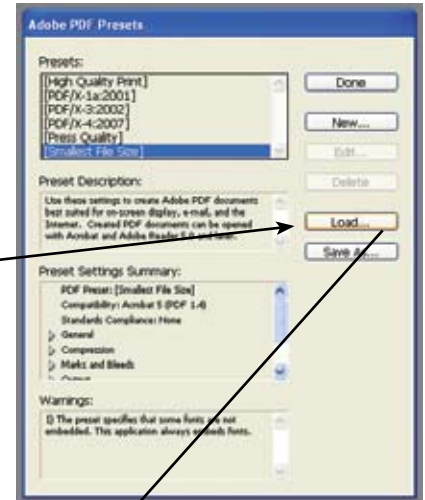 Adobe PDF Presets
Presets:
[High Quality Print]
[PDF/X-1a:2001]
[PDF/X-3:2002]
[PDF/X-4:2007]
[Press Quality]
[Smallest File Size]
Done
New...
Edit...
Delete
Load...
Save As...
Preset Description:
Use these settings to create Adobe PDF documents
best suited for on-screen display, e-mail, and the
Internet. Created PDF documents can be opened
with Acrobat and Adobe Reader 5.0 and later.
Preset Settings Summary:
PDF Preset: [Smallest File Size]
Compatibility: Acrobat 5 (PDF 1.4)
Standards Compliance: None
General
Compression
Marks and Bleeds
Output
Warnings:
1) The preset specifies that some fonts are not
embedded. This application always embeds fonts.